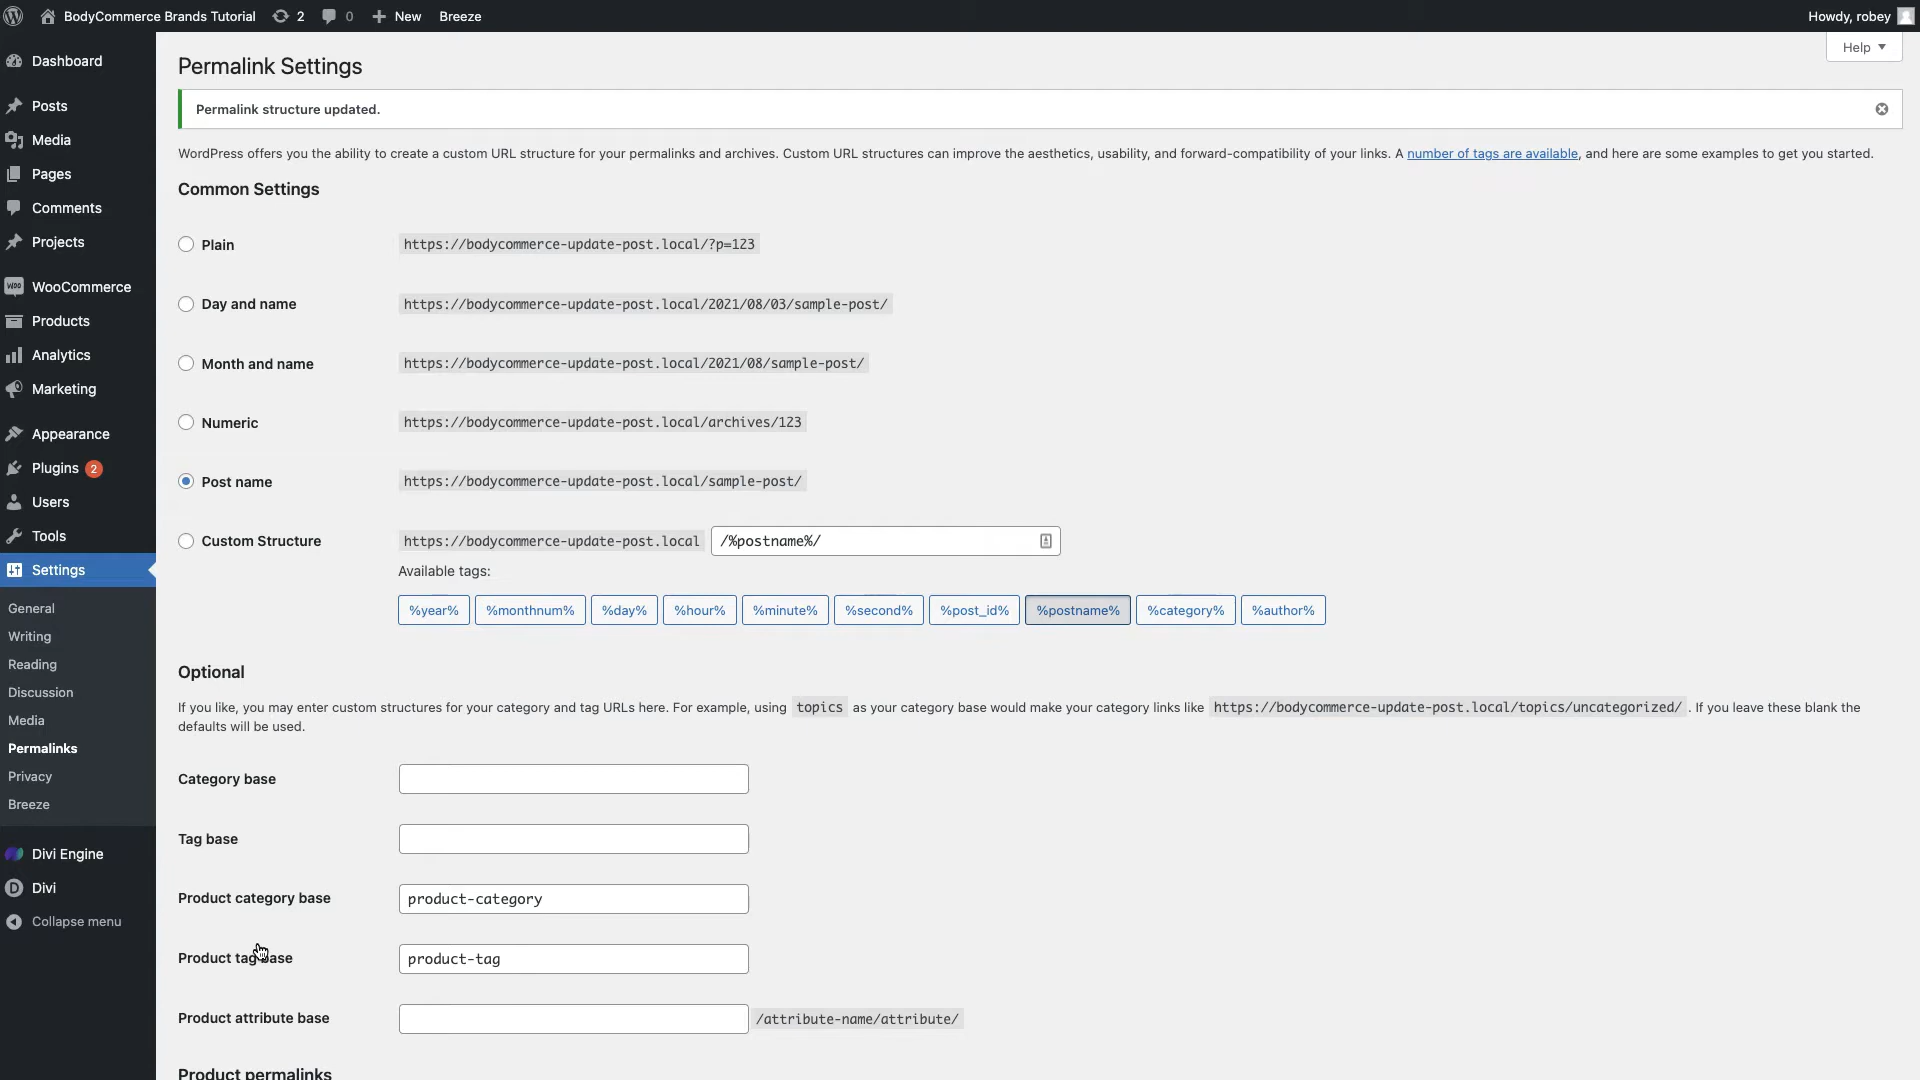 BodyCommerce Brands Tutorial 2 0 New Breeze Howdy, robey
Help
Dashboard
Posts
Media
Pages
Comments
Projects
WOO WooCommerce
Products
Analytics
Marketing
Appearance
Plugins 2
Users
Tools
Settings
General
Writing
Reading
Discussion
Media
Permalinks
Privacy
Breeze
Divi Engine
D Divi
Collapse menu
Permalink Settings
Permalink structure updated.
WordPress offers you the ability to create a custom URL structure for your permalinks and archives. Custom URL structures can improve the aesthetics, usability, and forward-compatibility of your links. A number of tags are available, and here are some examples to get you started.
Common Settings
Plain https://bodycommerce-update-post.local/?p=123
Day and name https://bodycommerce-update-post.local/2021/08/03/sample-post/
Month and name https://bodycommerce-update-post.local/2021/08/sample-post/
Numeric https://bodycommerce-update-post.local/archives/123
Post name https://bodycommerce-update-post.local/sample-post/
Custom Structure https://bodycommerce-update-post.local /%postname%/
Available tags:
%year% %monthnum% %day% %hour% %minute% %second% %post_id% %postname% %category% %author%
Optional
If you like, you may enter custom structures for your category and tag URLs here. For example, using topics as your category base would make your category links like https://bodycommerce-update-post.local/topics/uncategorized/ . If you leave these blank the
defaults will be used.
Category base
Tag base
Product category base product-category
Product tag base product-tag
Product attribute base /attribute-name/attribute/
Product permalinks